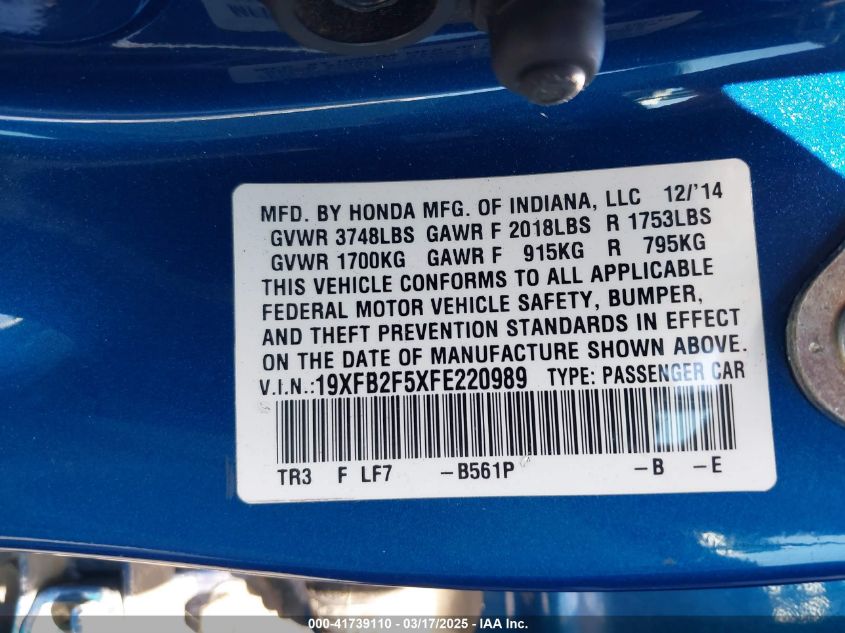 MFD. BY HONDA MFG. OF INDIANA, LLC 12/'14
GVWR 3748LBS GAWR F 2018LBS R 1753LBS
GVWR 1700KG GAWR F 915KG R 795KG
THIS VEHICLE CONFORMS TO ALL APPLICABLE
FEDERAL MOTOR VEHICLE SAFETY, BUMPER,
AND THEFT PREVENTION STANDARDS IN EFFECT
ON THE DATE OF MANUFACTURE SHOWN ABOVE.
V.I.N.:19XFB2F5XFE220989 TYPE: PASSENGER CAR
TR3 F LF7 -B561P -B -E
000-41739110 - 03/17/2025 - IAA Inc.